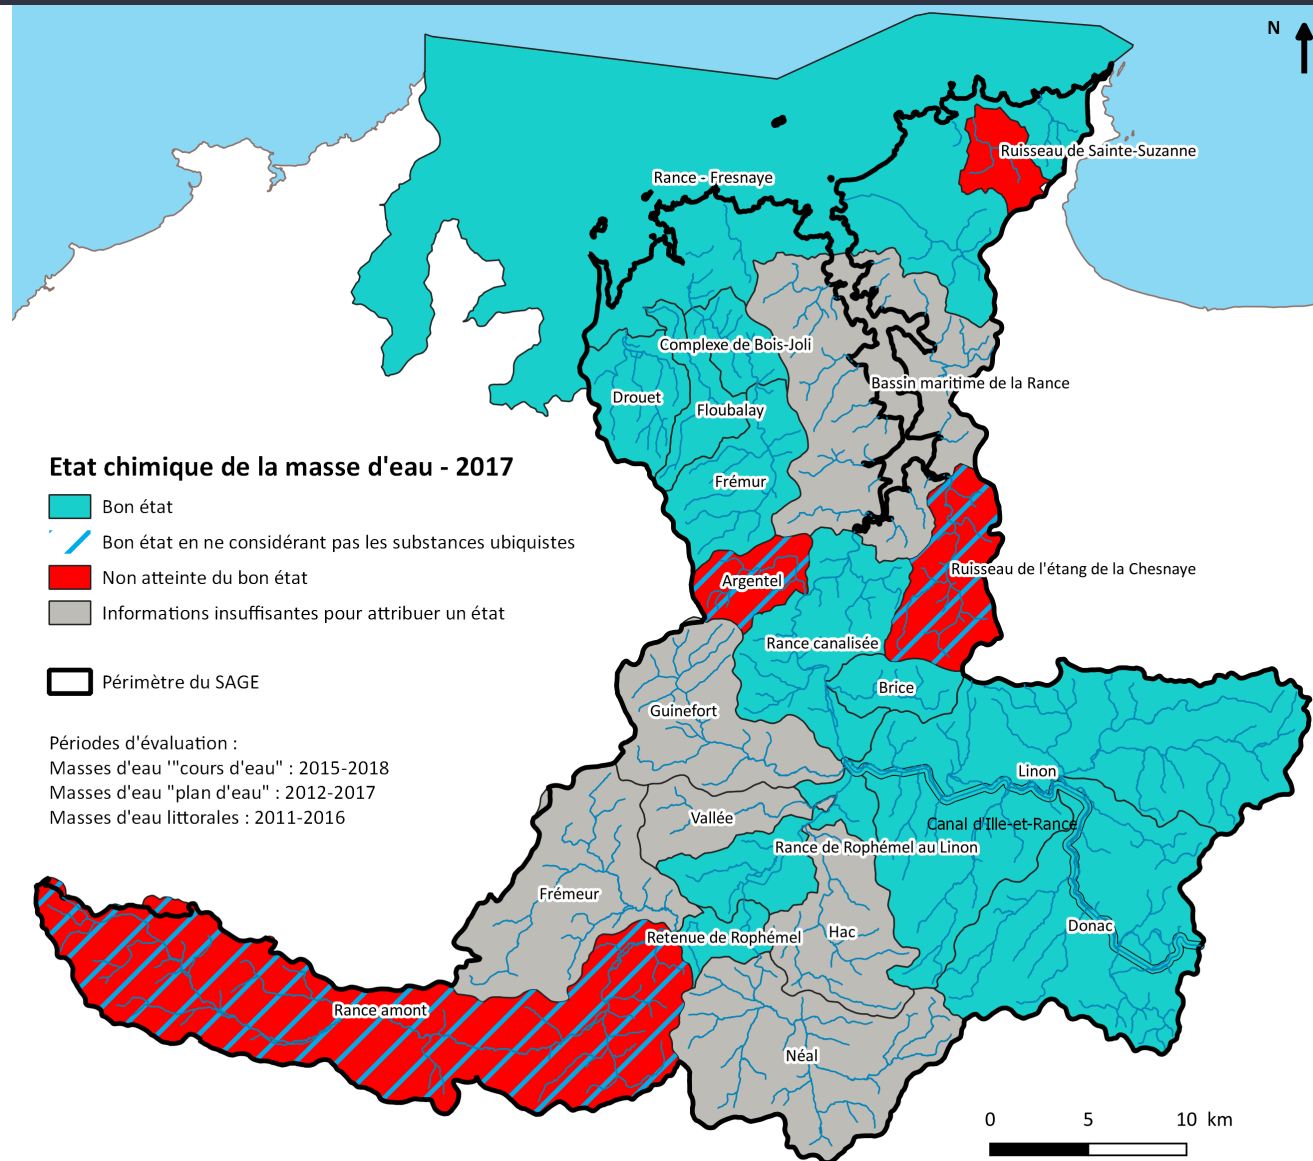 N
Ruisseau de Sainte-Suzanne
Rance - Fresnaye
Complexe de Bois-Joli
Bassin maritime de la Rance
Drouet
Floubalay
Frémur
Etat chimique de la masse d'eau - 2017
Bon état
Bon état en ne considérant pas les substances ubiquistes
Non atteinte du bon état
Informations insuffisantes pour attribuer un état
Périmètre du SAGE
Périodes d'évaluation :
Masses d'eau '"cours d'eau" : 2015-2018
Masses d'eau "plan d'eau" : 2012-2017
Masses d'eau littorales : 2011-2016
Argentel
Ruisseau de l'étang de la Chesnaye
Rance canalisée
Brice
Guinefort
Linon
Vallée
Canal d'Ille-et-Rance
Rance de Rophémel au Linon
Frémeur
Donac
Hac
Retenue de Rophémel
Rance amont
Néal
0 5 10 km